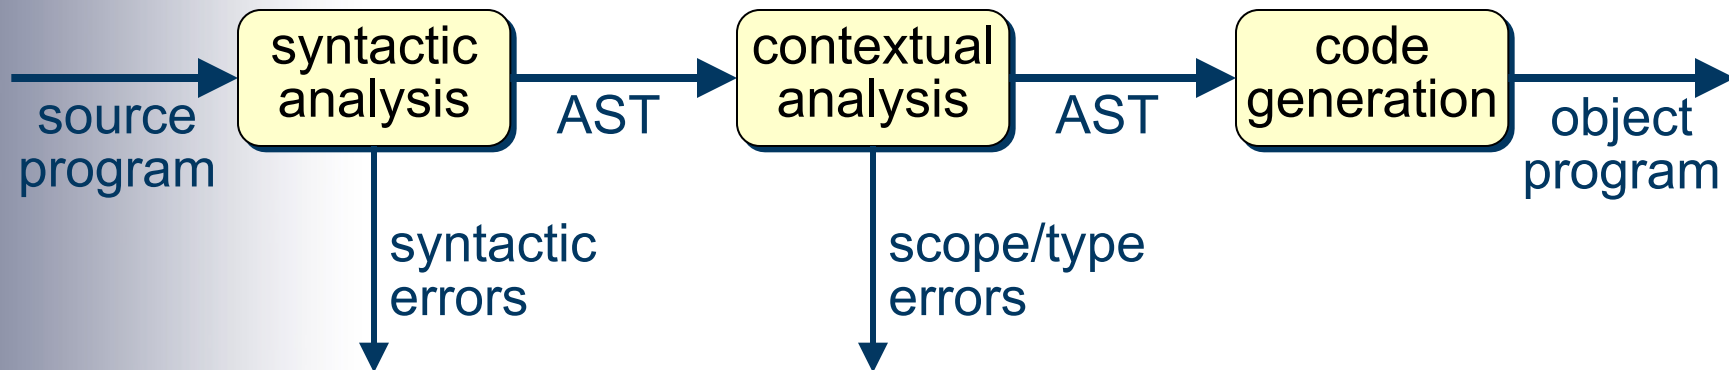 syntactic
analysis
contextual
analysis
code
generation
source
program
AST
AST
object
program
syntactic
errors
scope/type
errors